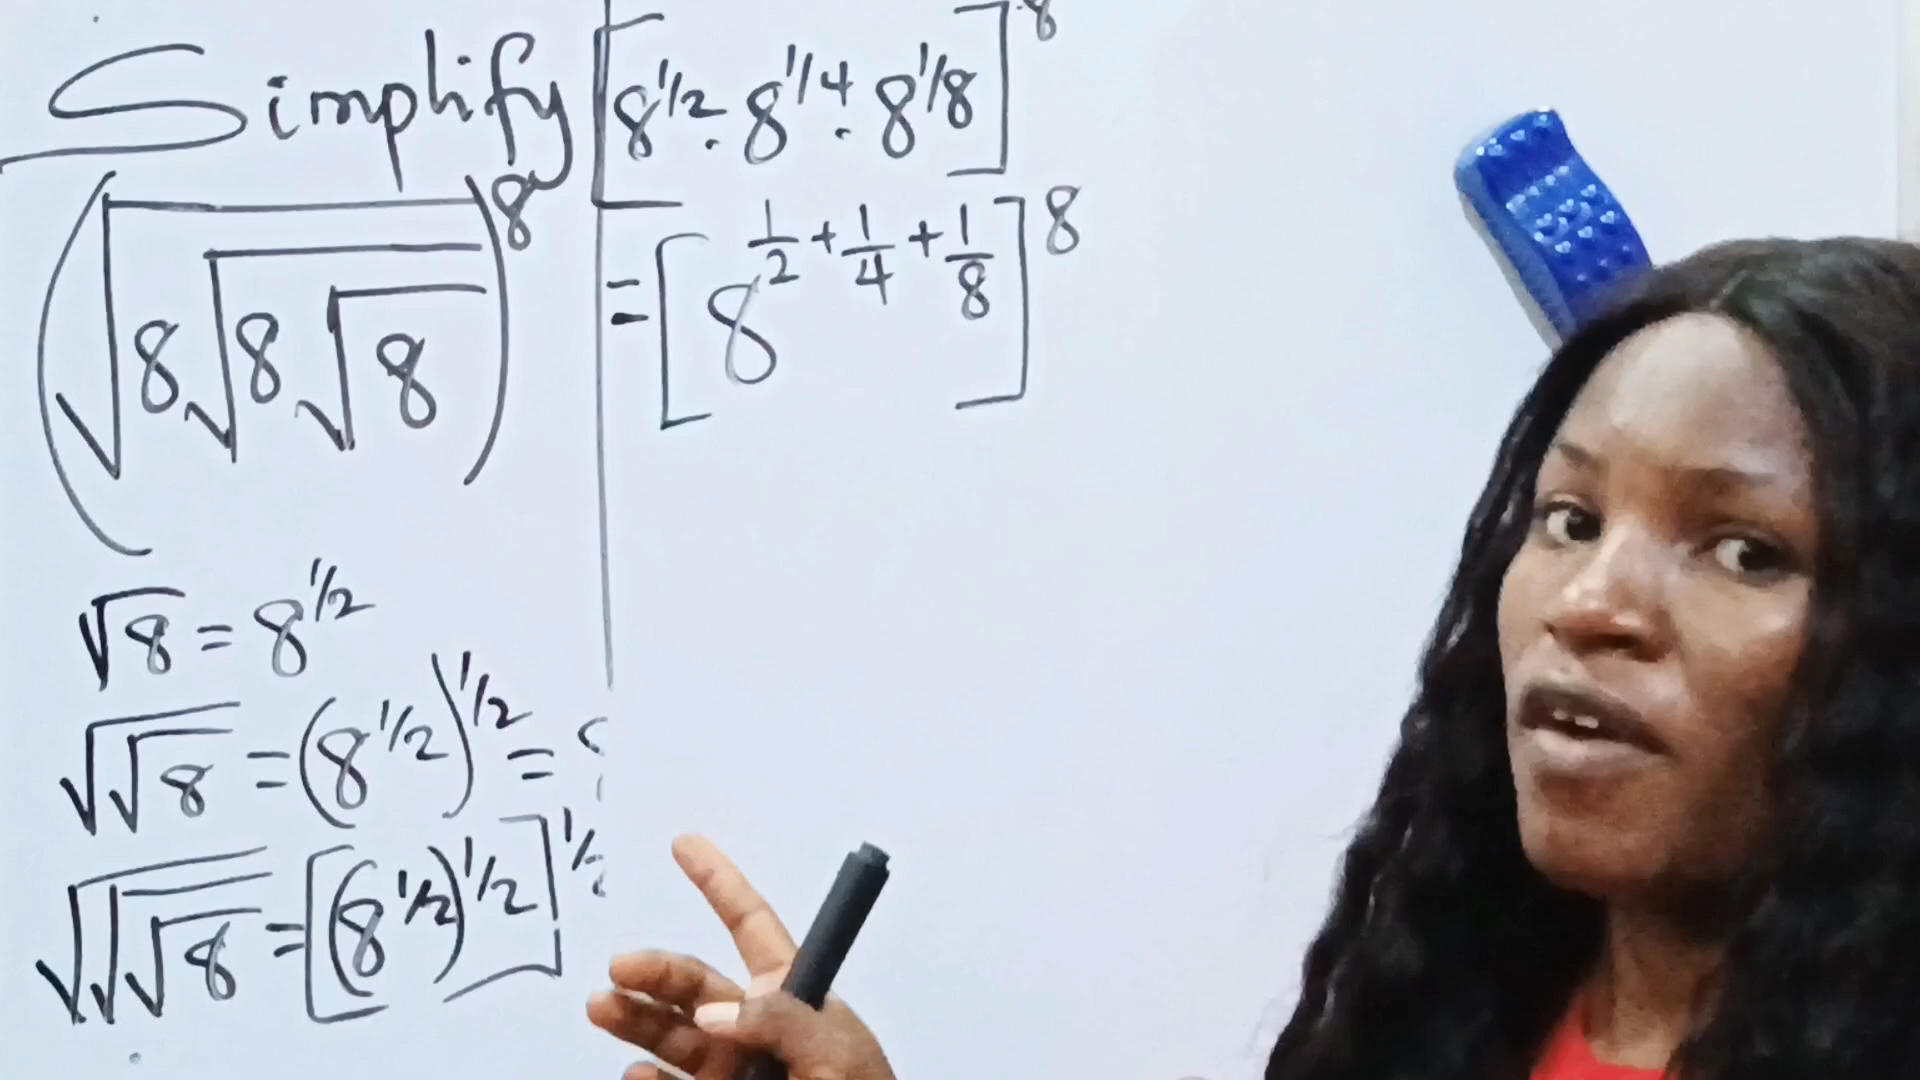 Simplify
(√8√8√8)^8
√8 = 8^1/2
√√8 = (8^1/2)^1/2 =
√√√8 = [(8^1/2)^1/2]^1/2
[8^1/2 . 8^1/4 . 8^1/8]^8
= [8^1/2 + 1/4 + 1/8]^8